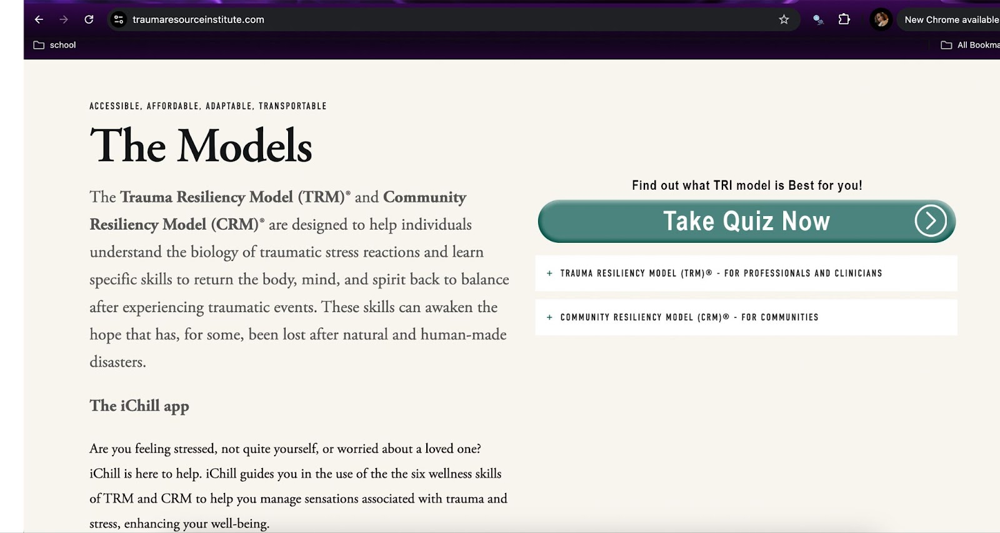 traumaresourceinstitute.com
New Chrome available
school
All Bookma
ACCESSIBLE, AFFORDABLE, ADAPTABLE, TRANSPORTABLE
The Models
The Trauma Resiliency Model (TRM)® and Community
Resiliency Model (CRM)® are designed to help individuals
understand the biology of traumatic stress reactions and learn
specific skills to return the body, mind, and spirit back to balance
after experiencing traumatic events. These skills can awaken the
hope that has, for some, been lost after natural and human-made
disasters.
The iChill app
Are you feeling stressed, not quite yourself, or worried about a loved one?
iChill is here to help. iChill guides you in the use of the the six wellness skills
of TRM and CRM to help you manage sensations associated with trauma and
stress, enhancing your well-being.
Find out what TRI model is Best for you!
Take Quiz Now
+ TRAUMA RESILIENCY MODEL (TRM)® - FOR PROFESSIONALS AND CLINICIANS
+ COMMUNITY RESILIENCY MODEL (CRM)® - FOR COMMUNITIES